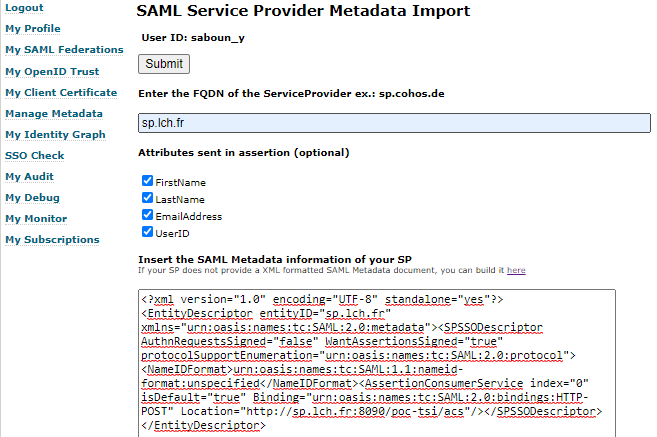 Logout
My Profile
My SAML Federations
My OpenID Trust
My Client Certificate
Manage Metadata
My Identity Graph
SSO Check
My Audit
My Debug
My Monitor
My Subscriptions
SAML Service Provider Metadata Import
User ID: saboun_y
Submit
Enter the FQDN of the ServiceProvider ex.: sp.cohos.de
sp.lch.fr
Attributes sent in assertion (optional)
FirstName
LastName
EmailAddress
UserID
Insert the SAML Metadata information of your SP
If your SP does not provide a XML formatted SAML Metadata document, you can build it here
<?xml version="1.0" encoding="UTF-8" standalone="yes"?>
<EntityDescriptor entityID="sp.lch.fr"
xmlns="urn:oasis:names:tc:SAML:2.0:metadata"><SPSSODescriptor
AuthnRequestsSigned="false" WantAssertionsSigned="true"
protocolSupportEnumeration="urn:oasis:names:tc:SAML:2.0:protocol">
<NameIDFormat>urn:oasis:names:tc:SAML:1.1:nameid-
format:unspecified</NameIDFormat><AssertionConsumerService index="0"
isDefault="true" Binding="urn:oasis:names:tc:SAML:2.0:bindings:HTTP-
POST" Location="http://sp.lch.fr:8090/poc-tsi/acs"/></SPSSODescriptor>
</EntityDescriptor>